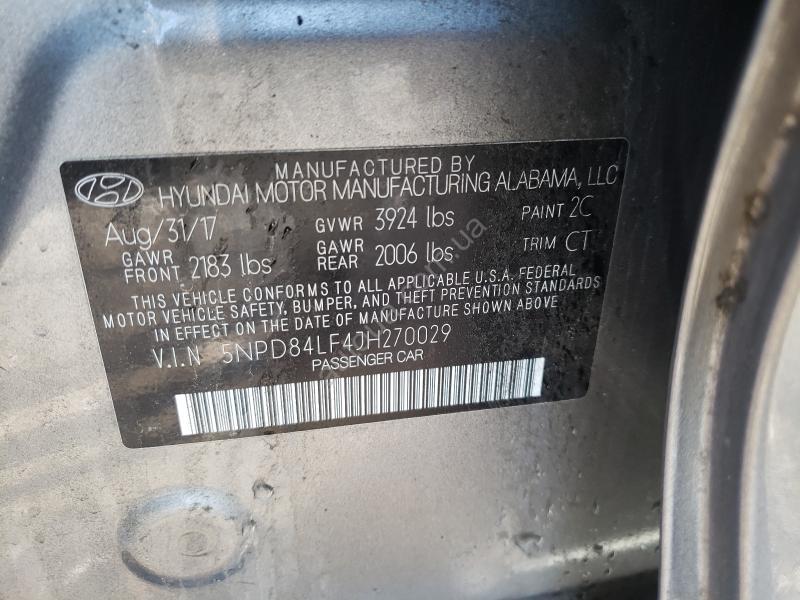 MANUFACTURED BY
HYUNDAI MOTOR MANUFACTURING ALABAMA, LLC
Aug/31/17 GVWR 3924 lbs PAINT 2C
GAWR FRONT 2183 lbs GAWR REAR 2006 lbs TRIM CT
THIS VEHICLE CONFORMS TO ALL APPLICABLE U.S.A. FEDERAL
MOTOR VEHICLE SAFETY, BUMPER, AND THEFT PREVENTION STANDARDS
IN EFFECT ON THE DATE OF MANUFACTURE SHOWN ABOVE
V.I.N 5NPD84LF4JH270029
PASSENGER CAR